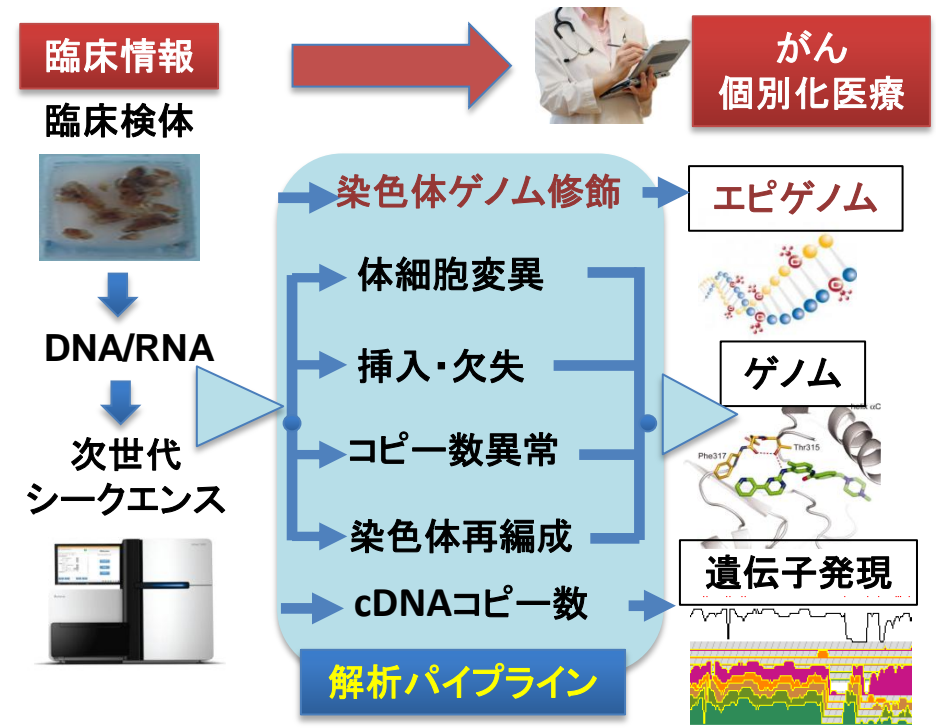 臨床情報
がん
個別化医療
臨床検体
DNA/RNA
次世代
シークエンス
染色体ゲノム修飾
体細胞変異
挿入・欠失
コピー数異常
染色体再編成
cDNAコピー数
解析パイプライン
エピゲノム
ゲノム
helix αC
Thr315
Phe317
遺伝子発現